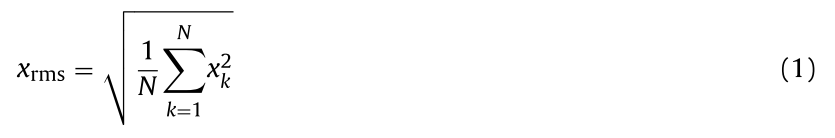 x_rms = √(1/N ∑_{k=1}^{N} x_k^2) (1)